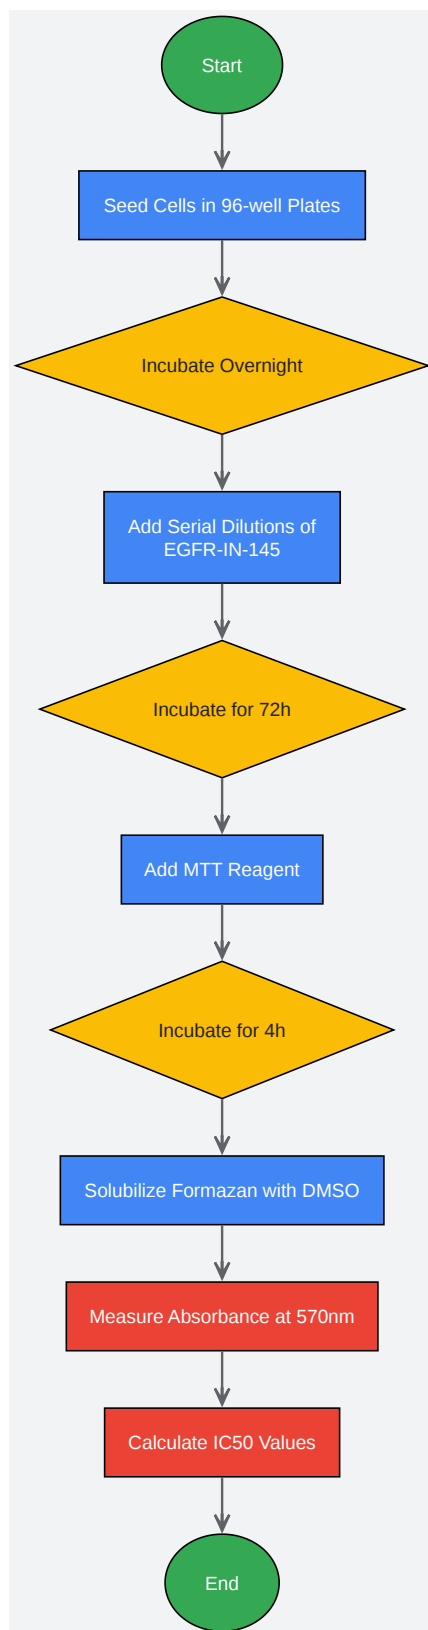 Start
Seed Cells in 96-well Plates
Incubate Overnight
Add Serial Dilutions of
EGFR-IN-145
Incubate for 72h
Add MTT Reagent
Incubate for 4h
Solubilize Formazan with DMSO
Measure Absorbance at 570nm
Calculate IC50 Values
End